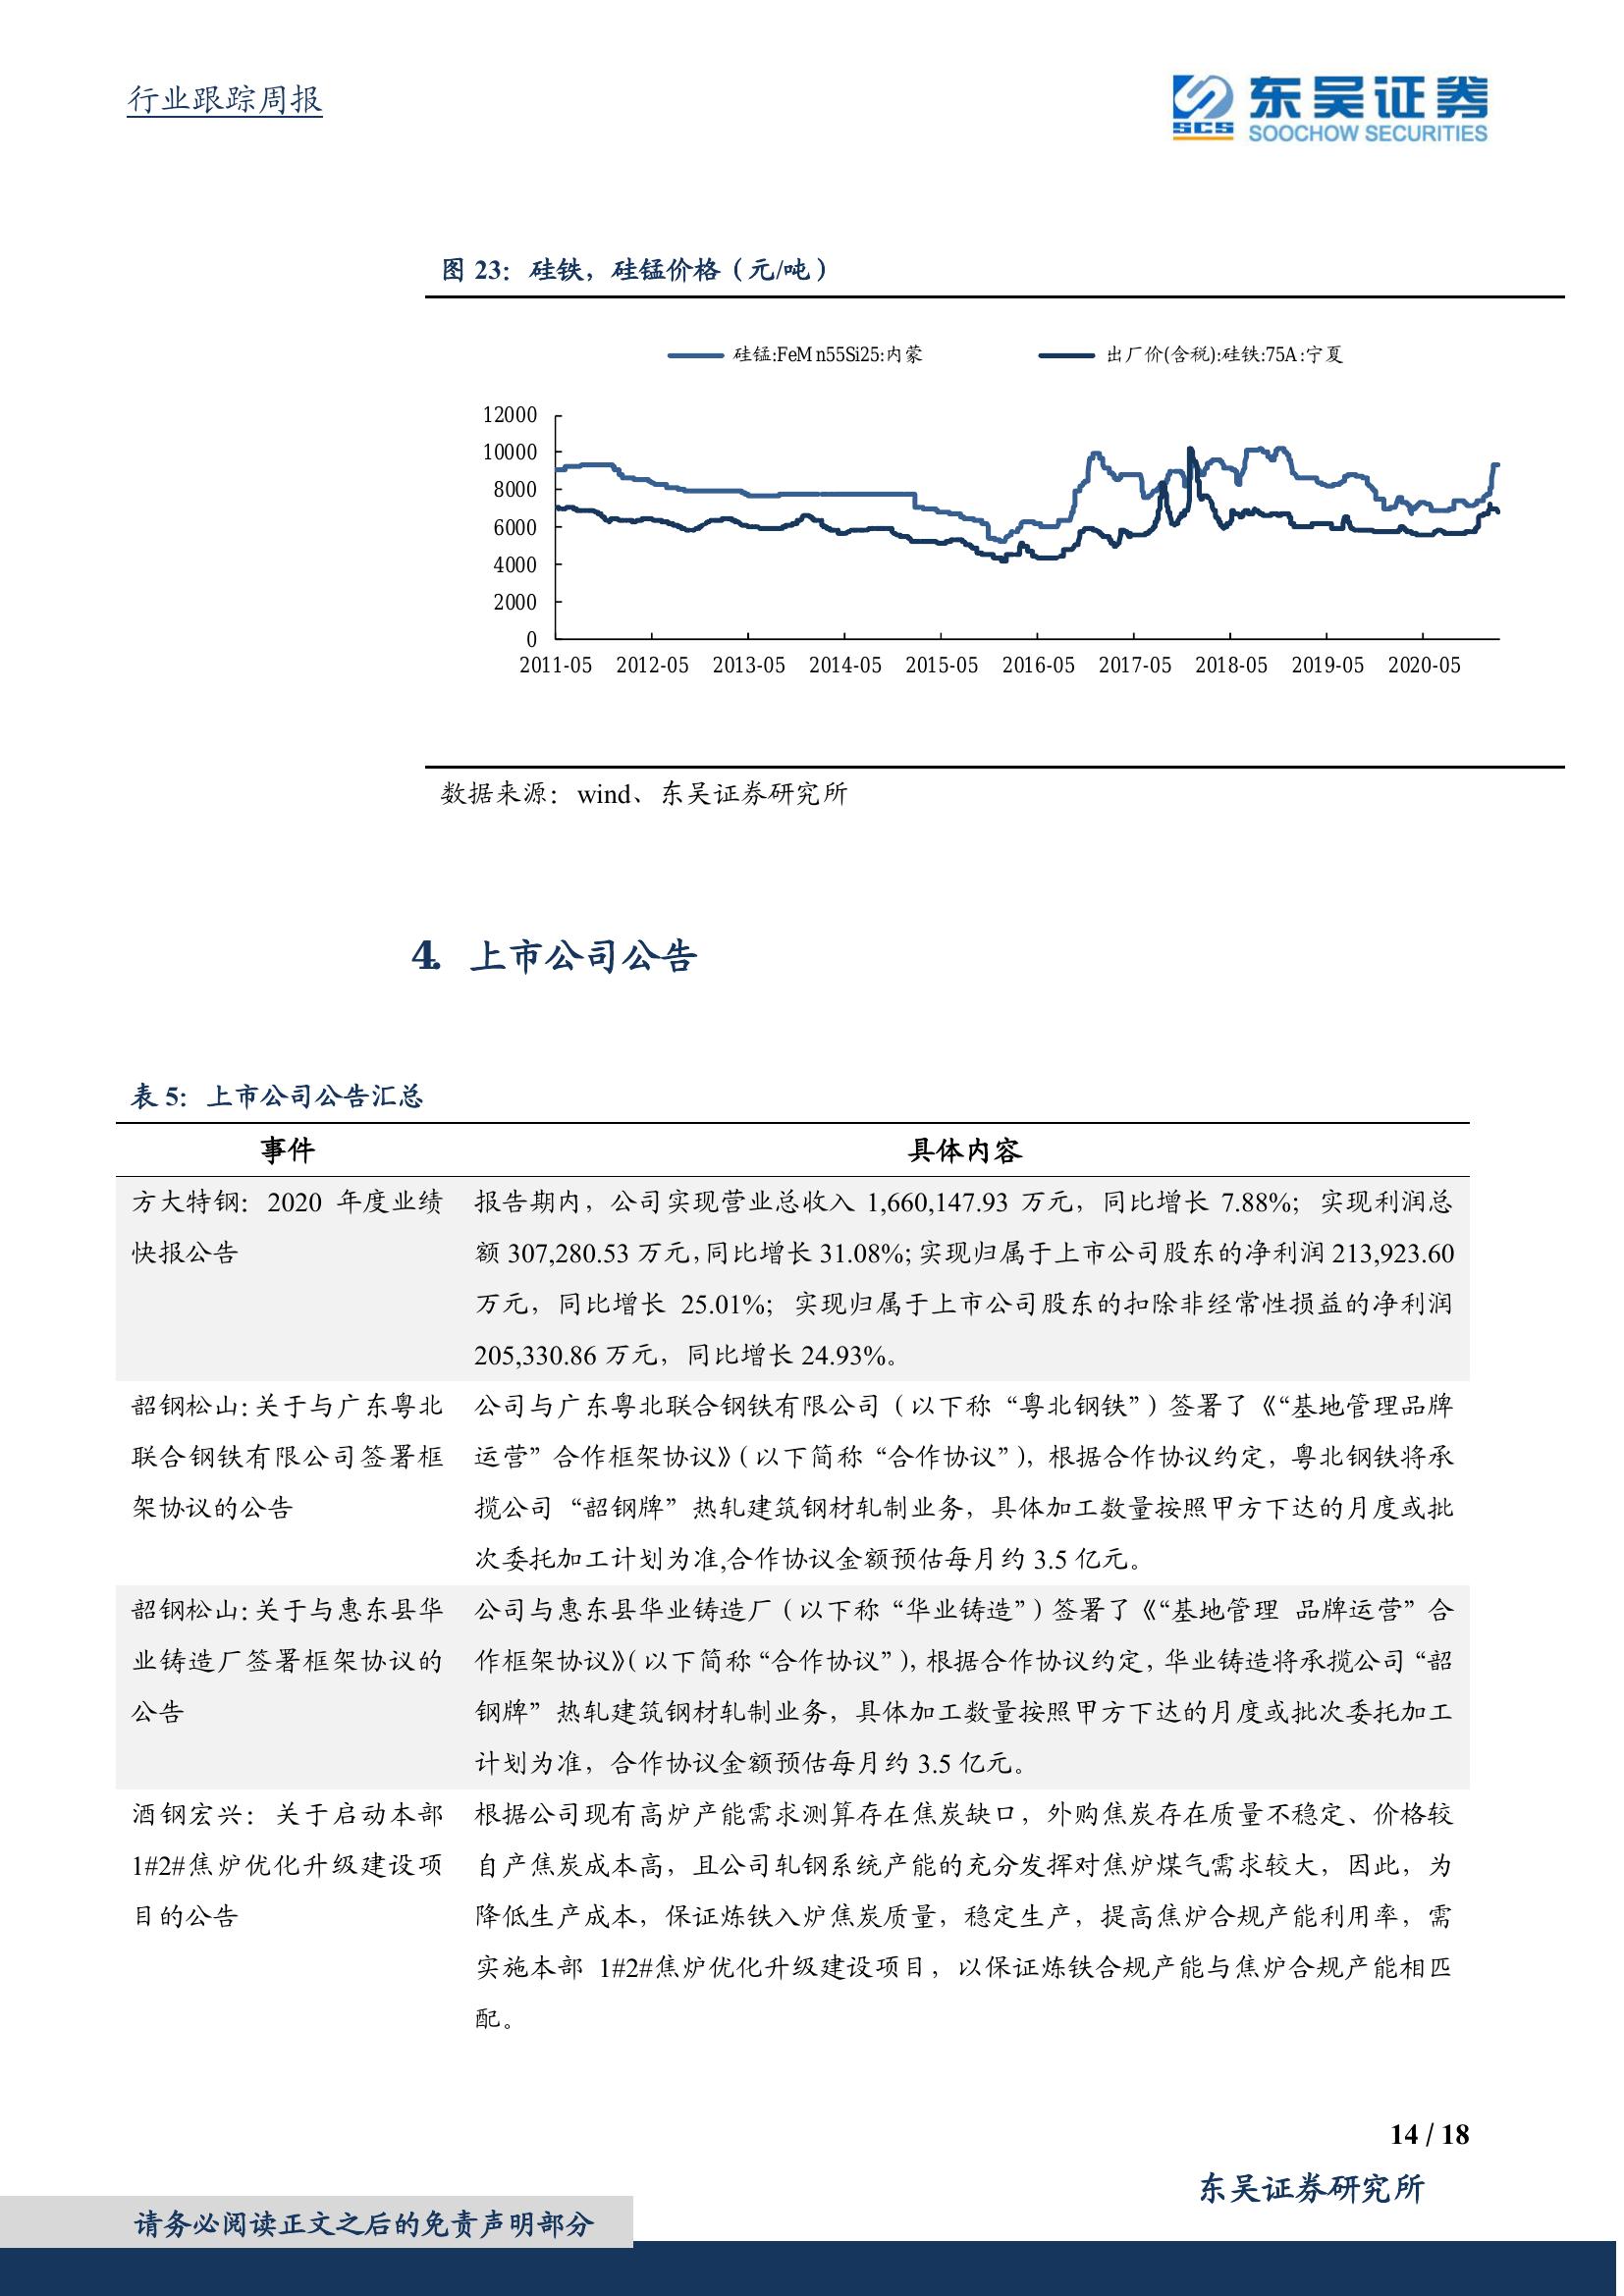 行业跟踪周报
东吴证券
SCS
SOOCHOW SECURITIES
图 23：硅铁，硅锰价格（元/吨）
硅锰:FeMn55Si25:内蒙
出厂价(含税):硅铁:75A:宁夏
12000
10000
8000
6000
4000
2000
0
2011-05 2012-05 2013-05 2014-05 2015-05 2016-05 2017-05 2018-05 2019-05 2020-05
数据来源：wind、东吴证券研究所
4. 上市公司公告
表 5：上市公司公告汇总
事件 具体内容
方大特钢：2020 年度业绩
快报公告
报告期内，公司实现营业总收入 1,660,147.93 万元，同比增长 7.88%；实现利润总
额 307,280.53 万元,同比增长 31.08%;实现归属于上市公司股东的净利润 213,923.60
万元，同比增长 25.01%；实现归属于上市公司股东的扣除非经常性损益的净利润
205,330.86 万元，同比增长 24.93%。
韶钢松山:关于与广东粤北
联合钢铁有限公司签署框
架协议的公告
公司与广东粤北联合钢铁有限公司（以下称“粤北钢铁”）签署了《“基地管理品牌
运营”合作框架协议》（以下简称“合作协议”），根据合作协议约定，粤北钢铁将承
揽公司“韶钢牌”热轧建筑钢材轧制业务，具体加工数量按照甲方下达的月度或批
次委托加工计划为准,合作协议金额预估每月约 3.5 亿元。
韶钢松山:关于与惠东县华
业铸造厂签署框架协议的
公告
公司与惠东县华业铸造厂（以下称“华业铸造”）签署了《“基地管理 品牌运营”合
作框架协议》（以下简称“合作协议”），根据合作协议约定，华业铸造将承揽公司“韶
钢牌”热轧建筑钢材轧制业务，具体加工数量按照甲方下达的月度或批次委托加工
计划为准，合作协议金额预估每月约 3.5 亿元。
酒钢宏兴：关于启动本部
1#2#焦炉优化升级建设项
目的公告
根据公司现有高炉产能需求测算存在焦炭缺口，外购焦炭存在质量不稳定、价格较
自产焦炭成本高，且公司轧钢系统产能的充分发挥对焦炉煤气需求较大，因此，为
降低生产成本，保证炼铁入炉焦炭质量，稳定生产，提高焦炉合规产能利用率，需
实施本部 1#2#焦炉优化升级建设项目，以保证炼铁合规产能与焦炉合规产能相匹
配。
14 / 18
东吴证券研究所
请务必阅读正文之后的免责声明部分